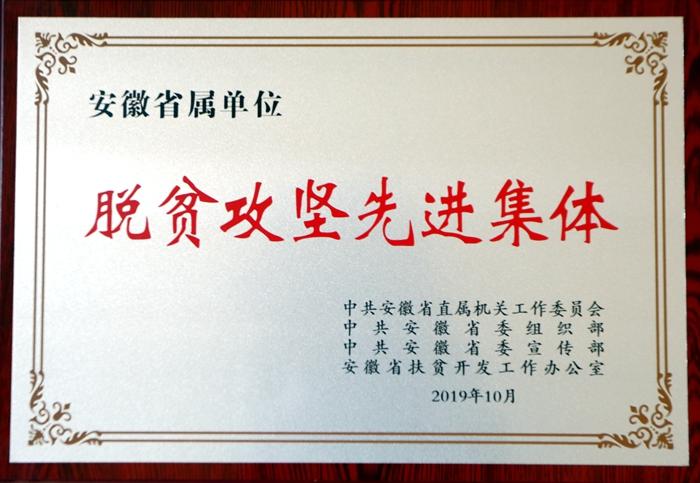 安徽省属单位
脱贫攻坚先进集体
中共安徽省直属机关工作委员会
中共安徽省委组织部
中共安徽省委宣传部
安徽省扶贫开发工作办公室
2019年10月